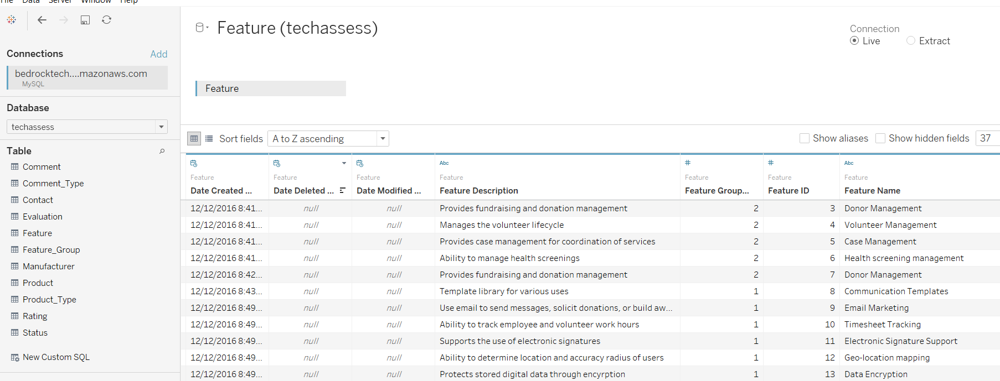 File Data Server Window Help
Feature (techassess)
Connection
Live Extract
Connections Add
bedrocktech....mazonaws.com
MySQL
Feature
Database
techassess
Sort fields A to Z ascending Show aliases Show hidden fields 37
Table
Comment
Comment_Type
Contact
Evaluation
Feature
Feature_Group
Manufacturer
Product
Product_Type
Rating
Status
New Custom SQL
Abc Abc
Feature Feature Feature Feature Feature Feature Feature
Date Created ... Date Deleted ... Date Modified ... Feature Description Feature Group... Feature ID Feature Name
12/12/2016 8:41... null null Provides fundraising and donation management 2 3 Donor Management
12/12/2016 8:41... null null Manages the volunteer lifecycle 2 4 Volunteer Management
12/12/2016 8:41... null null Provides case management for coordination of services 2 5 Case Management
12/12/2016 8:41... null null Ability to manage health screenings 2 6 Health screening management
12/12/2016 8:42... null null Provides fundraising and donation management 2 7 Donor Management
12/12/2016 8:43... null null Template library for various uses 1 8 Communication Templates
12/12/2016 8:49... null null Use email to send messages, solicit donations, or build aw... 1 9 Email Marketing
12/12/2016 8:49... null null Ability to track employee and volunteer work hours 1 10 Timesheet Tracking
12/12/2016 8:49... null null Supports the use of electronic signatures 1 11 Electronic Signature Support
12/12/2016 8:49... null null Ability to determine location and accuracy radius of users 1 12 Geo-location mapping
12/12/2016 8:49... null null Protects stored digital data through encyrption 1 13 Data Encryption